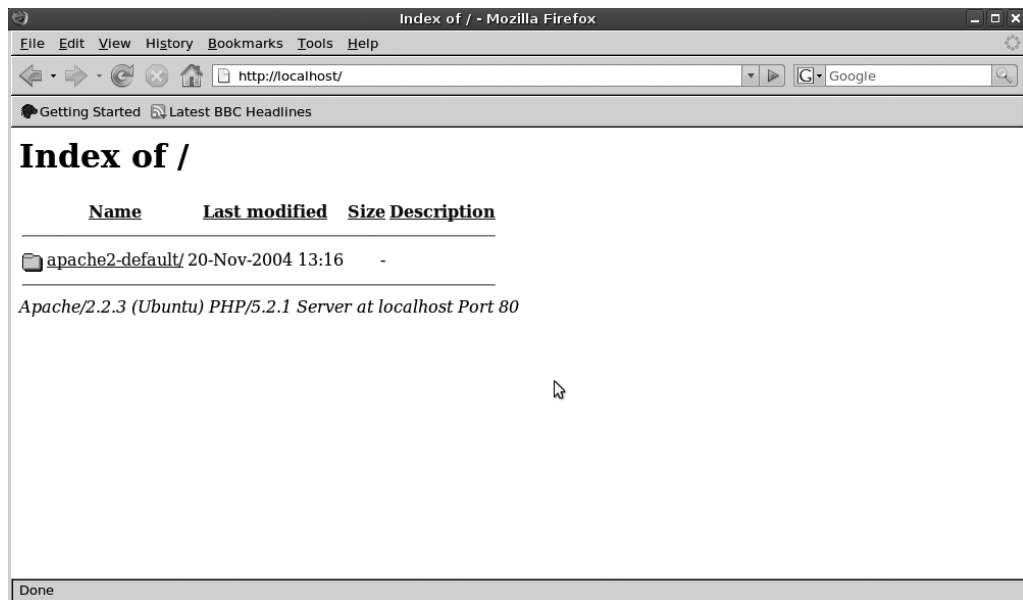 Index of / - Mozilla Firefox
File Edit View History Bookmarks Tools Help
http://localhost/ G Google
Getting Started Latest BBC Headlines
Index of /
Name Last modified Size Description
apache2-default/ 20-Nov-2004 13:16 -
Apache/2.2.3 (Ubuntu) PHP/5.2.1 Server at localhost Port 80
Done